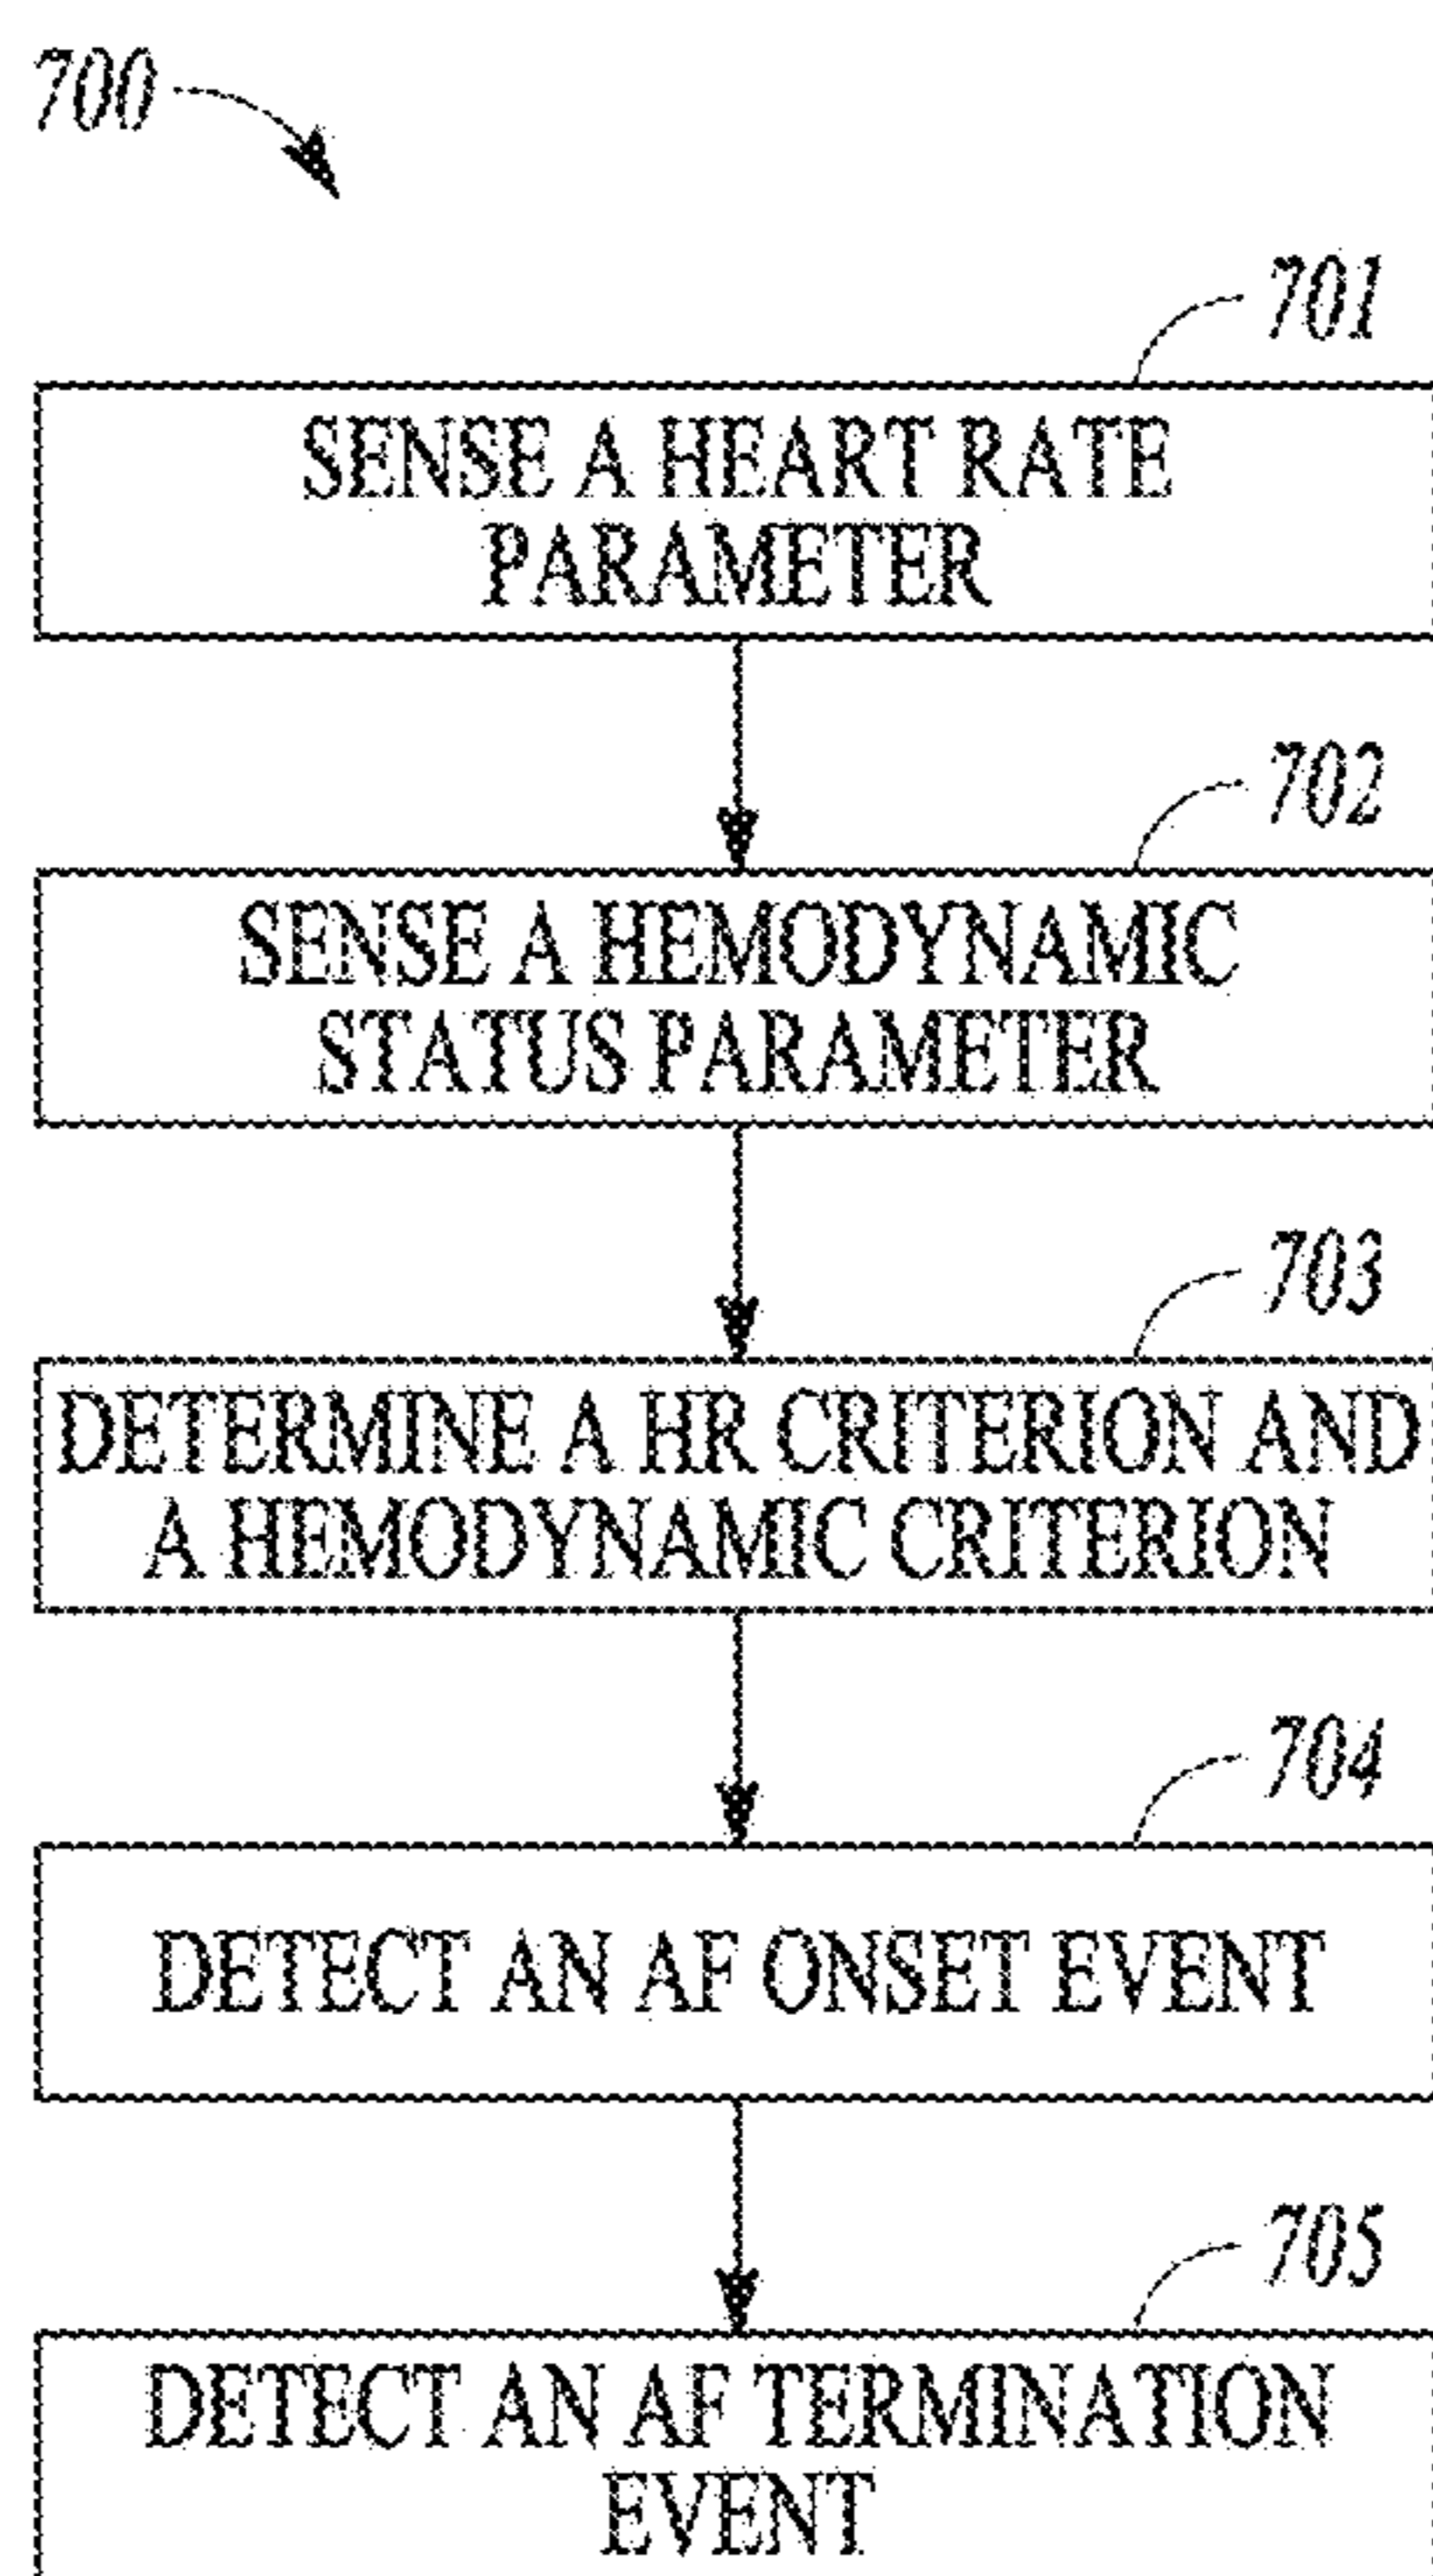 700
701
SENSE A HEART RATE
PARAMETER
702
SENSE A HEMODYNAMIC
STATUS PARAMETER
703
DETERMINE A HR CRITERION AND
A HEMODYNAMIC CRITERION
704
DETECT AN AF ONSET EVENT
705
DETECT AN AF TERMINATION
EVENT